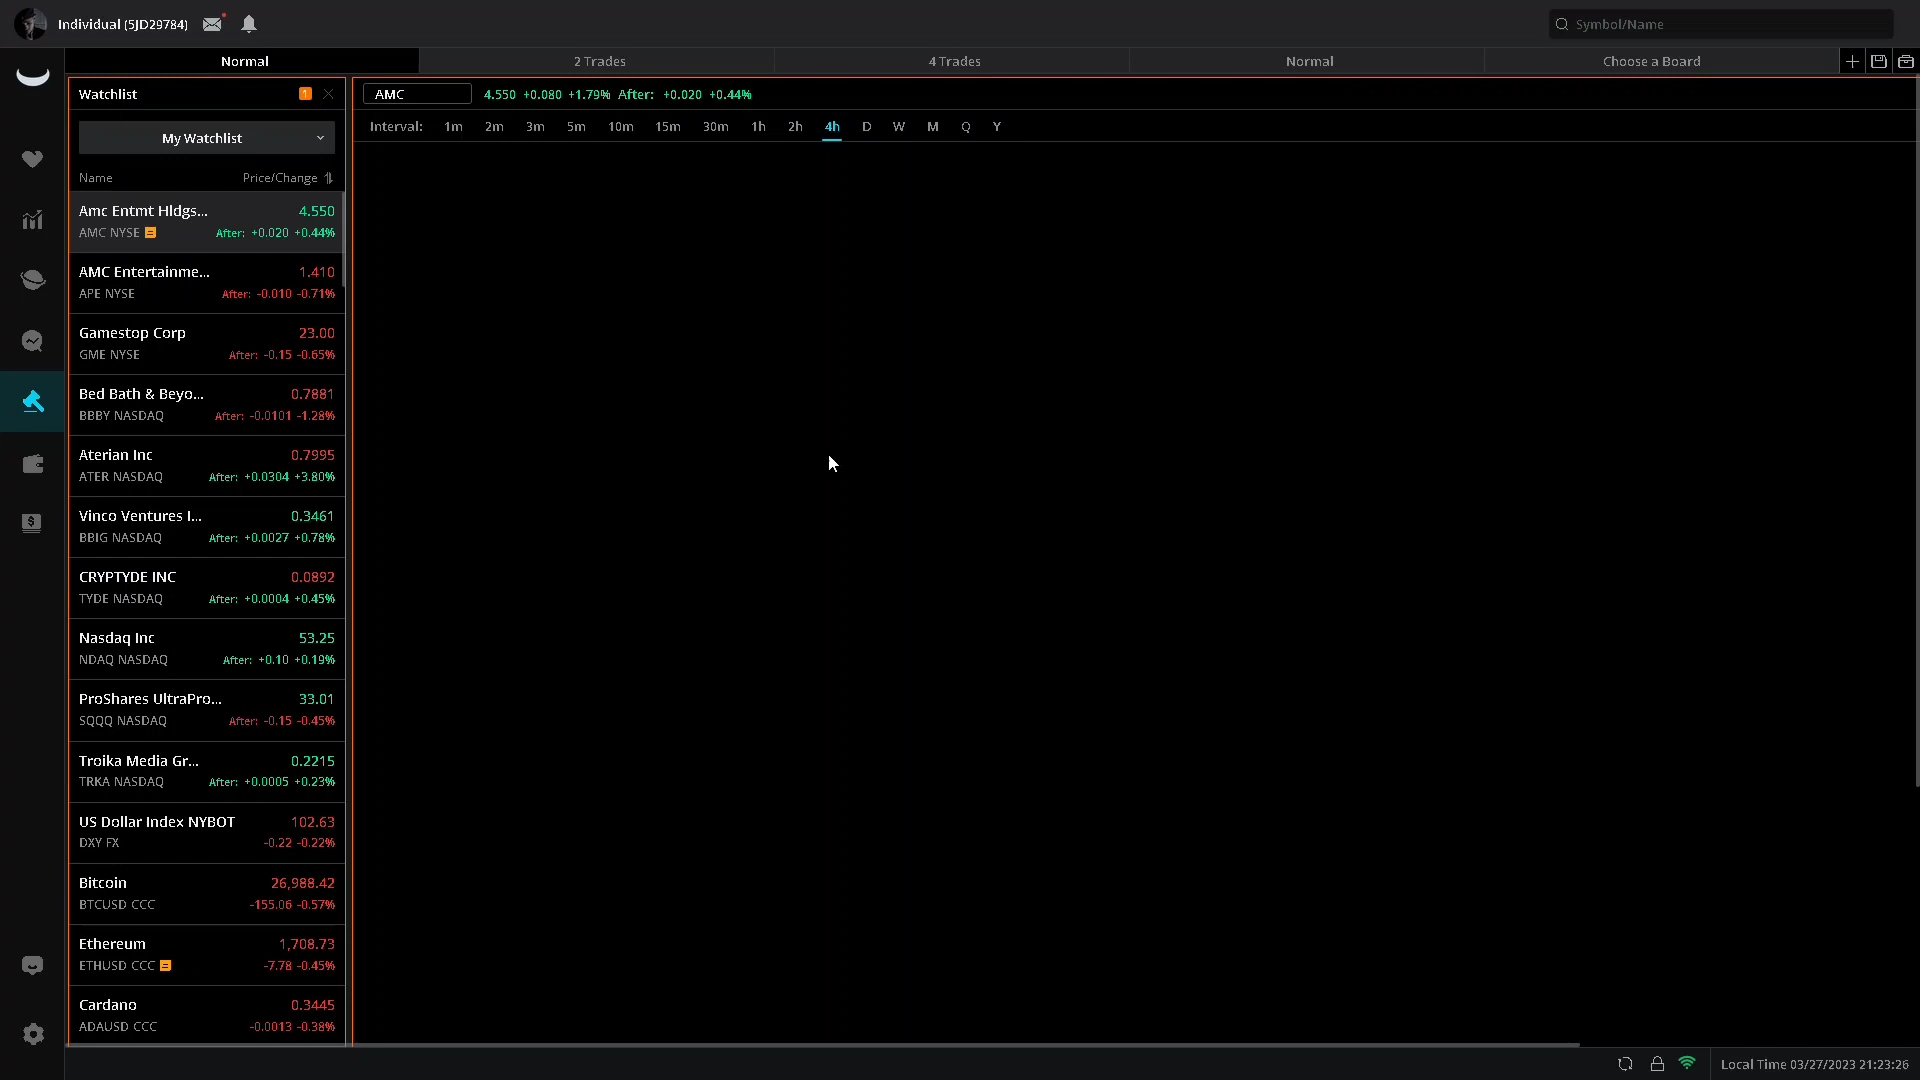 Individual (5JD29784)
Symbol/Name
Normal
2 Trades
4 Trades
Normal
Choose a Board
Watchlist
1
AMC
4.550 +0.080 +1.79% After: +0.020 +0.44%
Interval: 1m 2m 3m 5m 10m 15m 30m 1h 2h 4h D W M Q Y
My Watchlist
Name Price/Change
Amc Entmt Hldgs... 4.550
AMC NYSE After: +0.020 +0.44%
AMC Entertainme... 1.410
APE NYSE After: -0.010 -0.71%
Gamestop Corp 23.00
GME NYSE After: -0.15 -0.65%
Bed Bath & Beyo... 0.7881
BBBY NASDAQ After: -0.0101 -1.28%
Aterian Inc 0.7995
ATER NASDAQ After: +0.0304 +3.80%
Vinco Ventures I... 0.3461
BBIG NASDAQ After: +0.0027 +0.78%
CRYPTYDE INC 0.0892
TYDE NASDAQ After: +0.0004 +0.45%
Nasdaq Inc 53.25
NDAQ NASDAQ After: +0.10 +0.19%
ProShares UltraPro... 33.01
SQQQ NASDAQ After: -0.15 -0.45%
Troika Media Gr... 0.2215
TRKA NASDAQ After: +0.0005 +0.23%
US Dollar Index NYBOT 102.63
DXY FX -0.22 -0.22%
Bitcoin 26,988.42
BTCUSD CCC -155.06 -0.57%
Ethereum 1,708.73
ETHUSD CCC -7.78 -0.45%
Cardano 0.3445
ADAUSD CCC -0.0013 -0.38%
Local Time 03/27/2023 21:23:26